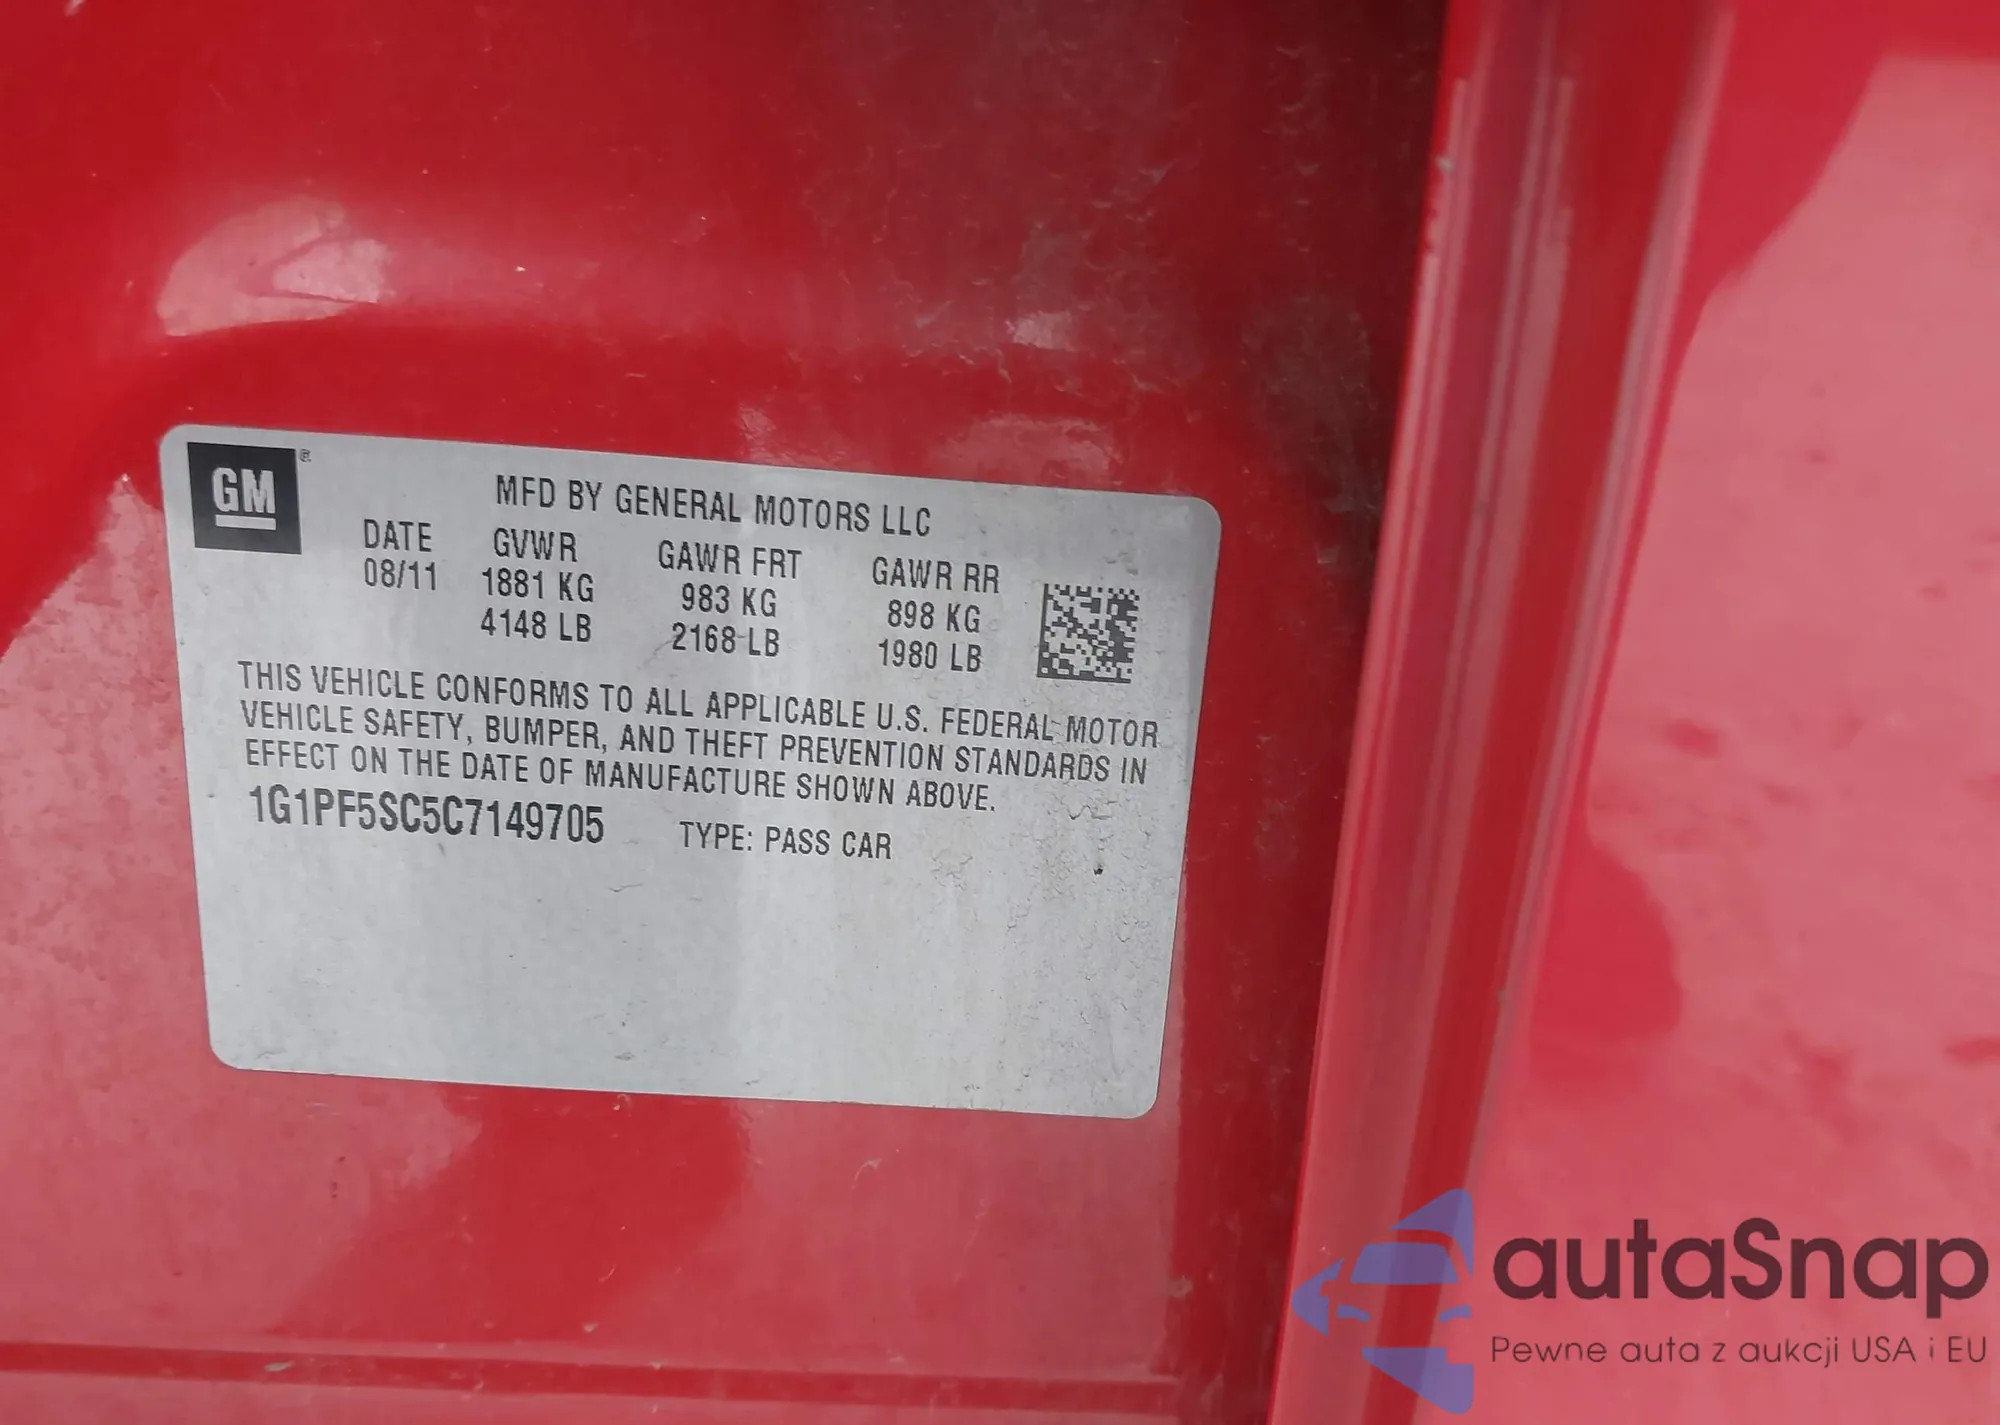 GM
MFD BY GENERAL MOTORS LLC
DATE GVWR GAWR FRT GAWR RR
08/11 1881 KG 983 KG 898 KG
4148 LB 2168 LB 1980 LB
THIS VEHICLE CONFORMS TO ALL APPLICABLE U.S. FEDERAL MOTOR
VEHICLE SAFETY, BUMPER, AND THEFT PREVENTION STANDARDS IN
EFFECT ON THE DATE OF MANUFACTURE SHOWN ABOVE.
1G1PF5SC5C7149705 TYPE: PASS CAR
autaSnap
Pewne auta z aukcji USA i EU